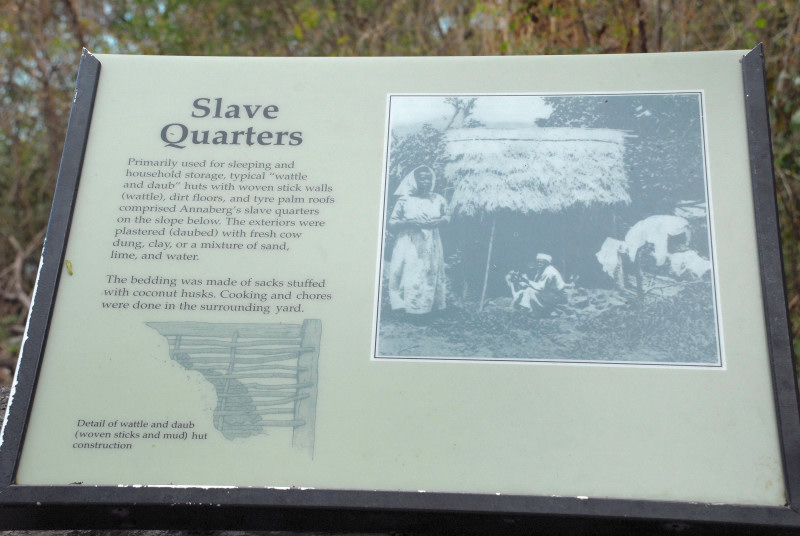 Slave
Quarters
Primarily used for sleeping and
household storage, typical "wattle
and daub" huts with woven stick walls
(wattle), dirt floors, and tyre palm roofs
comprised Annaberg's slave quarters
on the slope below. The exteriors were
plastered (daubed) with fresh cow
dung, clay, or a mixture of sand,
lime, and water.
The bedding was made of sacks stuffed
with coconut husks. Cooking and chores
were done in the surrounding yard.
Detail of wattle and daub
(woven sticks and mud) hut
construction